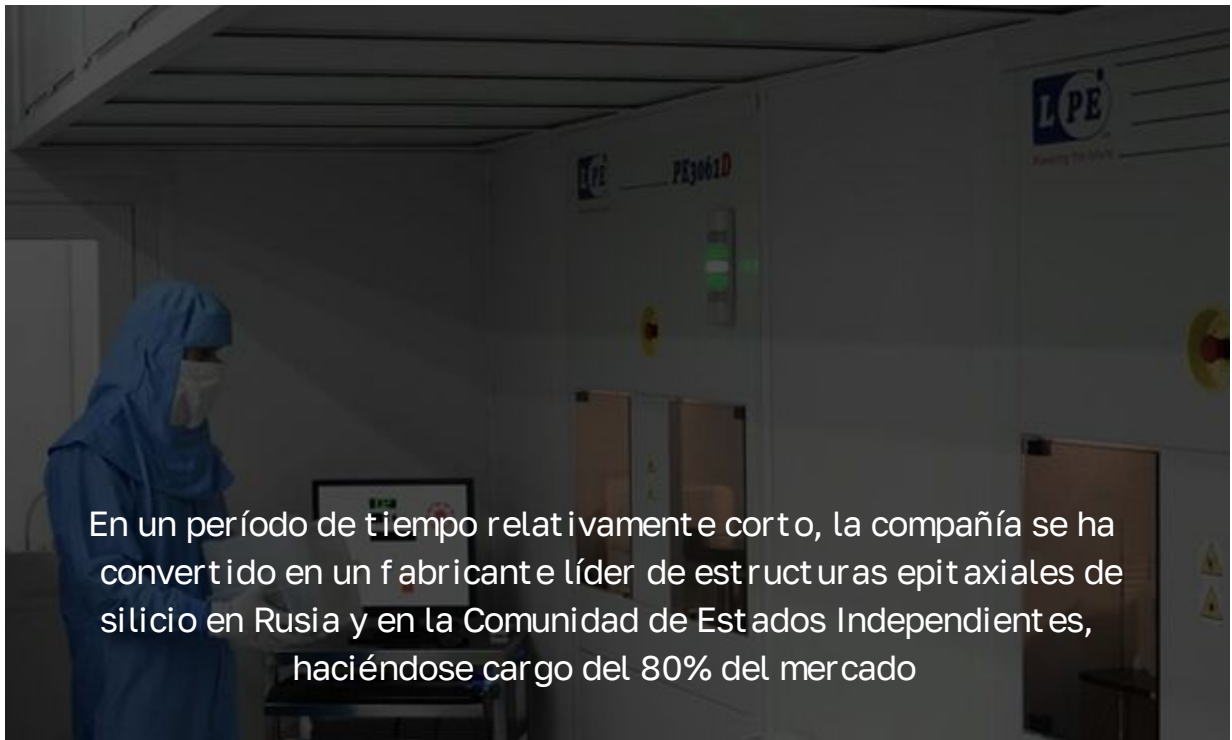 LPE
LPE
PE3061D
En un período de tiempo relativamente corto, la compañía se ha
convertido en un fabricante líder de estructuras epitaxiales de
silicio en Rusia y en la Comunidad de Estados Independientes,
haciéndose cargo del 80% del mercado